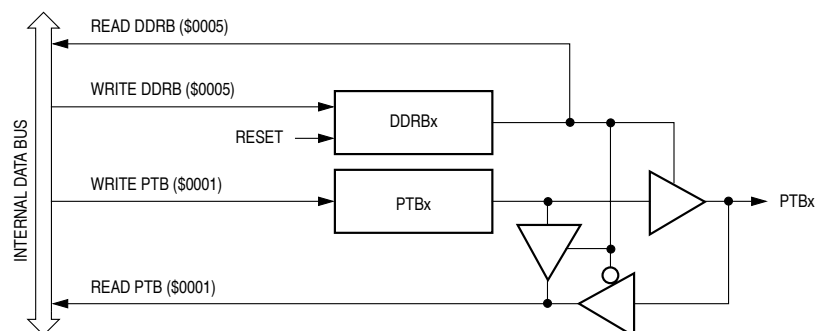 READ DDRB ($0005)
WRITE DDRB ($0005)
DDRBx
RESET
WRITE PTB ($0001)
PTBx
PTBx
READ PTB ($0001)
INTERNAL DATA BUS